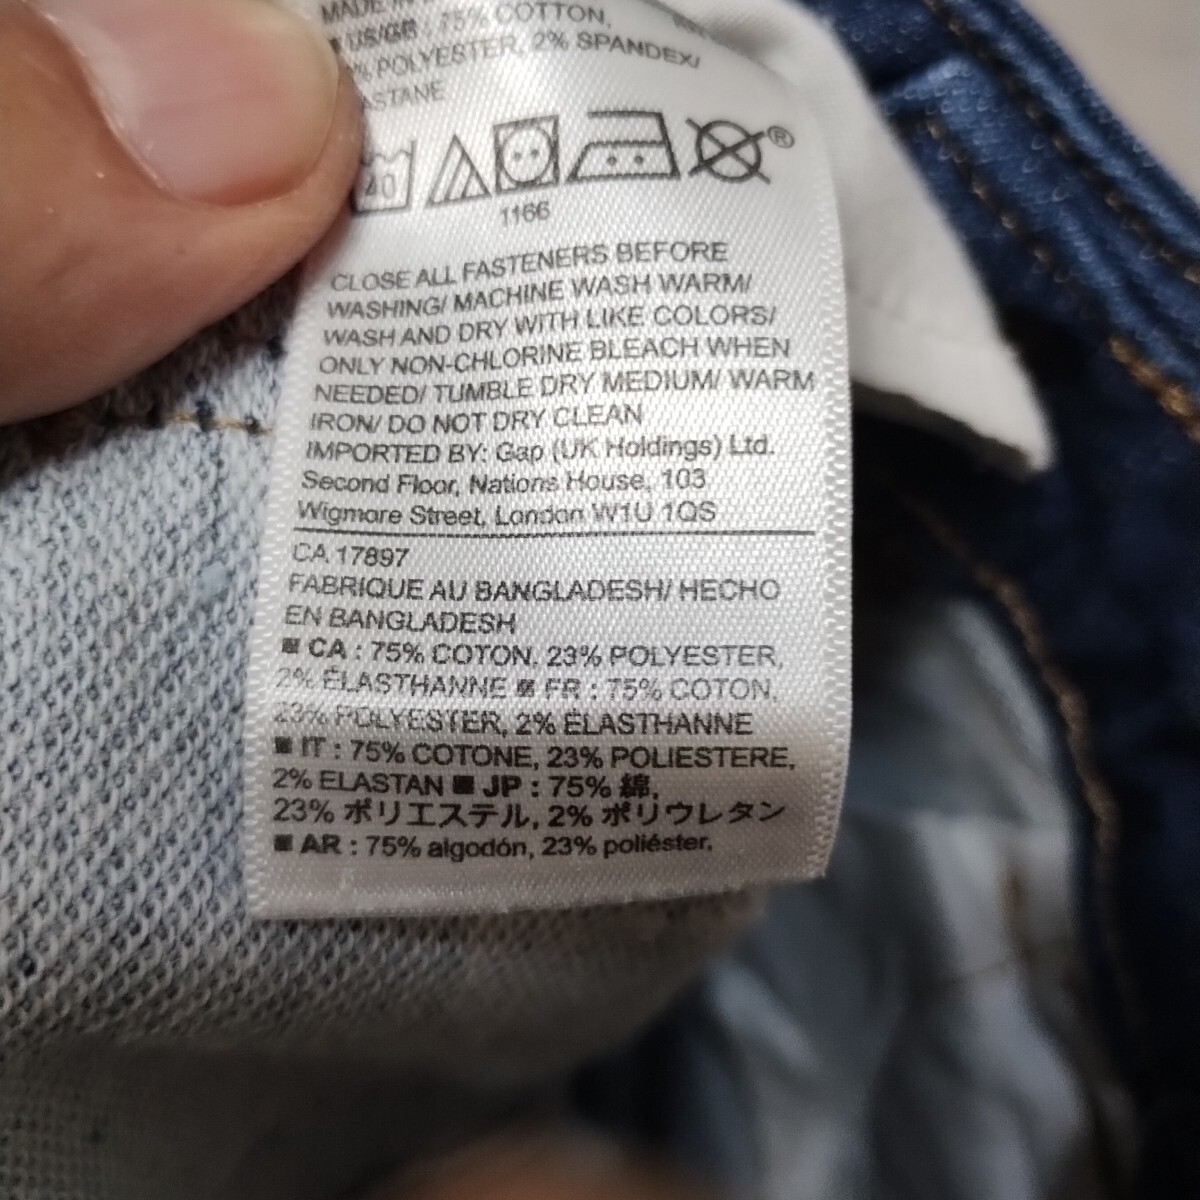 MADE IN
■ US/GB : 75% COTTON,
% POLYESTER, 2% SPANDEX/
ASTANE
40
®
1166
CLOSE ALL FASTENERS BEFORE
WASHING/ MACHINE WASH WARM/
WASH AND DRY WITH LIKE COLORS/
ONLY NON-CHLORINE BLEACH WHEN
NEEDED/ TUMBLE DRY MEDIUM/ WARM
IRON/ DO NOT DRY CLEAN
IMPORTED BY: Gap (UK Holdings) Ltd.
Second Floor, Nations House, 103
Wigmore Street, London W1U 1QS
CA 17897
FABRIQUE AU BANGLADESH/ HECHO
EN BANGLADESH
■ CA : 75% COTON, 23% POLYESTER,
2% ÉLASTHANNE ■ FR : 75% COTON,
23% POLYESTER, 2% ÉLASTHANNE
■ IT : 75% COTONE, 23% POLIESTERE,
2% ELASTAN ■ JP : 75% 綿,
23% ポリエステル, 2% ポリウレタン
■ AR : 75% algodón, 23% poliéster,